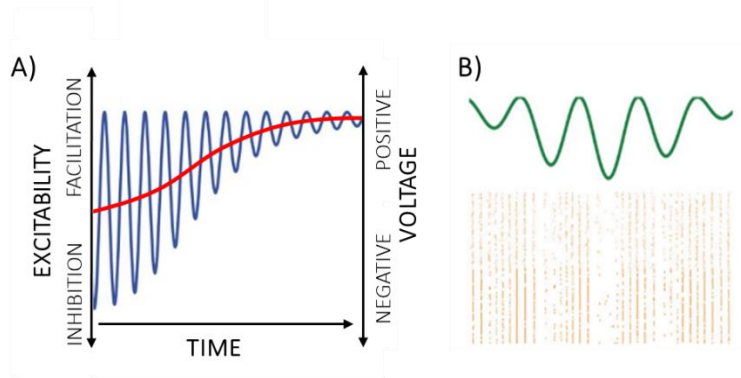 A)
EXCITABILITY
INHIBITION
FACILITATION
TIME
NEGATIVE
POSITIVE
VOLTAGE
B)